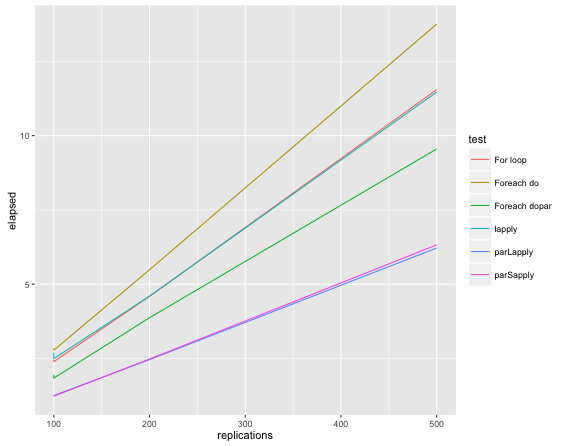 10
5
elapsed
100
200
300
400
500
replications
test
For loop
Foreach do
Foreach dopar
lapply
parLapply
parSapply